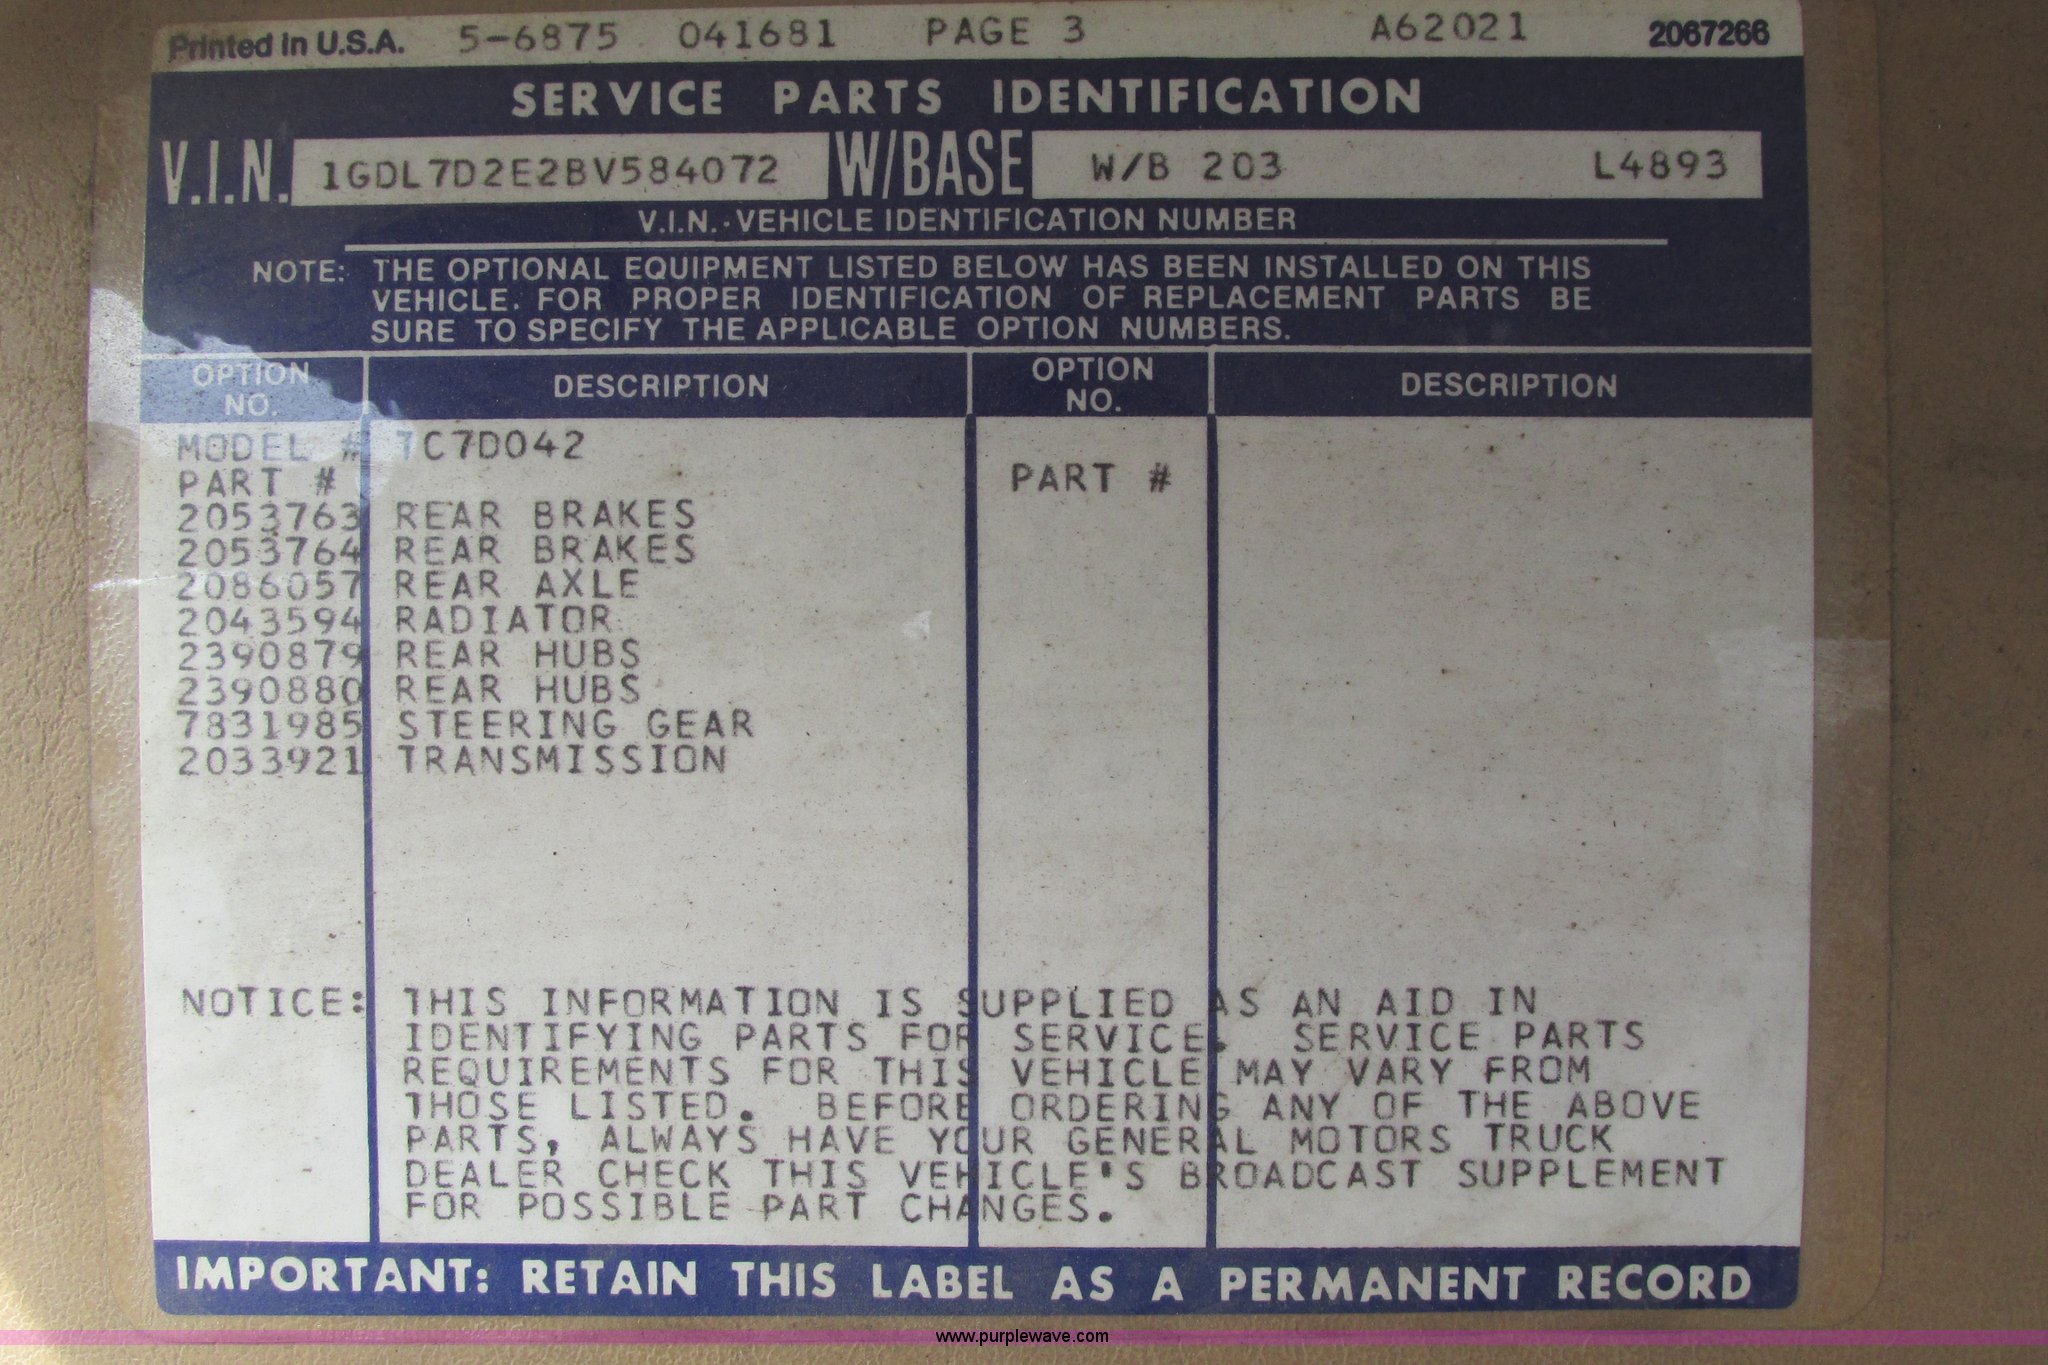 Printed in U.S.A. 5-6875 041681 PAGE 3 A62021 2067266
SERVICE PARTS IDENTIFICATION
V.I.N. 1GDL7D2E2BV584072 W/BASE W/B 203 L4893
V.I.N. - VEHICLE IDENTIFICATION NUMBER
NOTE: THE OPTIONAL EQUIPMENT LISTED BELOW HAS BEEN INSTALLED ON THIS
VEHICLE. FOR PROPER IDENTIFICATION OF REPLACEMENT PARTS BE
SURE TO SPECIFY THE APPLICABLE OPTION NUMBERS.
OPTION NO. DESCRIPTION OPTION NO. DESCRIPTION
MODEL # TC7D042
PART # PART #
2053763 REAR BRAKES
2053764 REAR BRAKES
2086057 REAR AXLE
2043594 RADIATOR
2390879 REAR HUBS
2390880 REAR HUBS
7831985 STEERING GEAR
2033921 TRANSMISSION
NOTICE: THIS INFORMATION IS SUPPLIED AS AN AID IN
IDENTIFYING PARTS FOR SERVICE. SERVICE PARTS
REQUIREMENTS FOR THIS VEHICLE MAY VARY FROM
THOSE LISTED. BEFORE ORDERING ANY OF THE ABOVE
PARTS, ALWAYS HAVE YOUR GENERAL MOTORS TRUCK
DEALER CHECK THIS VEHICLE'S BROADCAST SUPPLEMENT
FOR POSSIBLE PART CHANGES.
IMPORTANT: RETAIN THIS LABEL AS A PERMANENT RECORD
www.purplewave.com